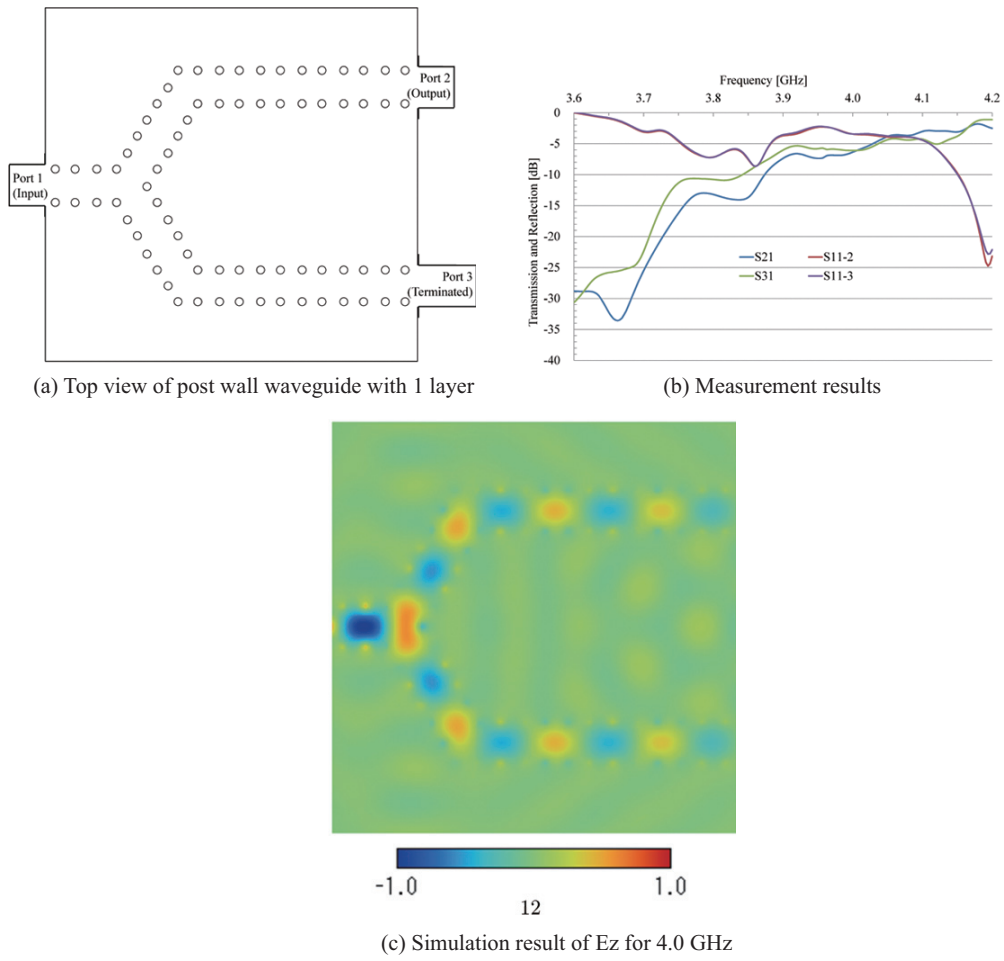 Port 1
(Input)
Port 2
(Output)
Port 3
(Terminated)
(a) Top view of post wall waveguide with 1 layer
Frequency [GHz]
3.6 3.7 3.8 3.9 4.0 4.1 4.2
Transmission and Reflection [dB]
0
-5
-10
-15
-20
-25
-30
-35
-40
S21 S11-2
S31 S11-3
(b) Measurement results
-1.0 1.0
12
(c) Simulation result of Ez for 4.0 GHz